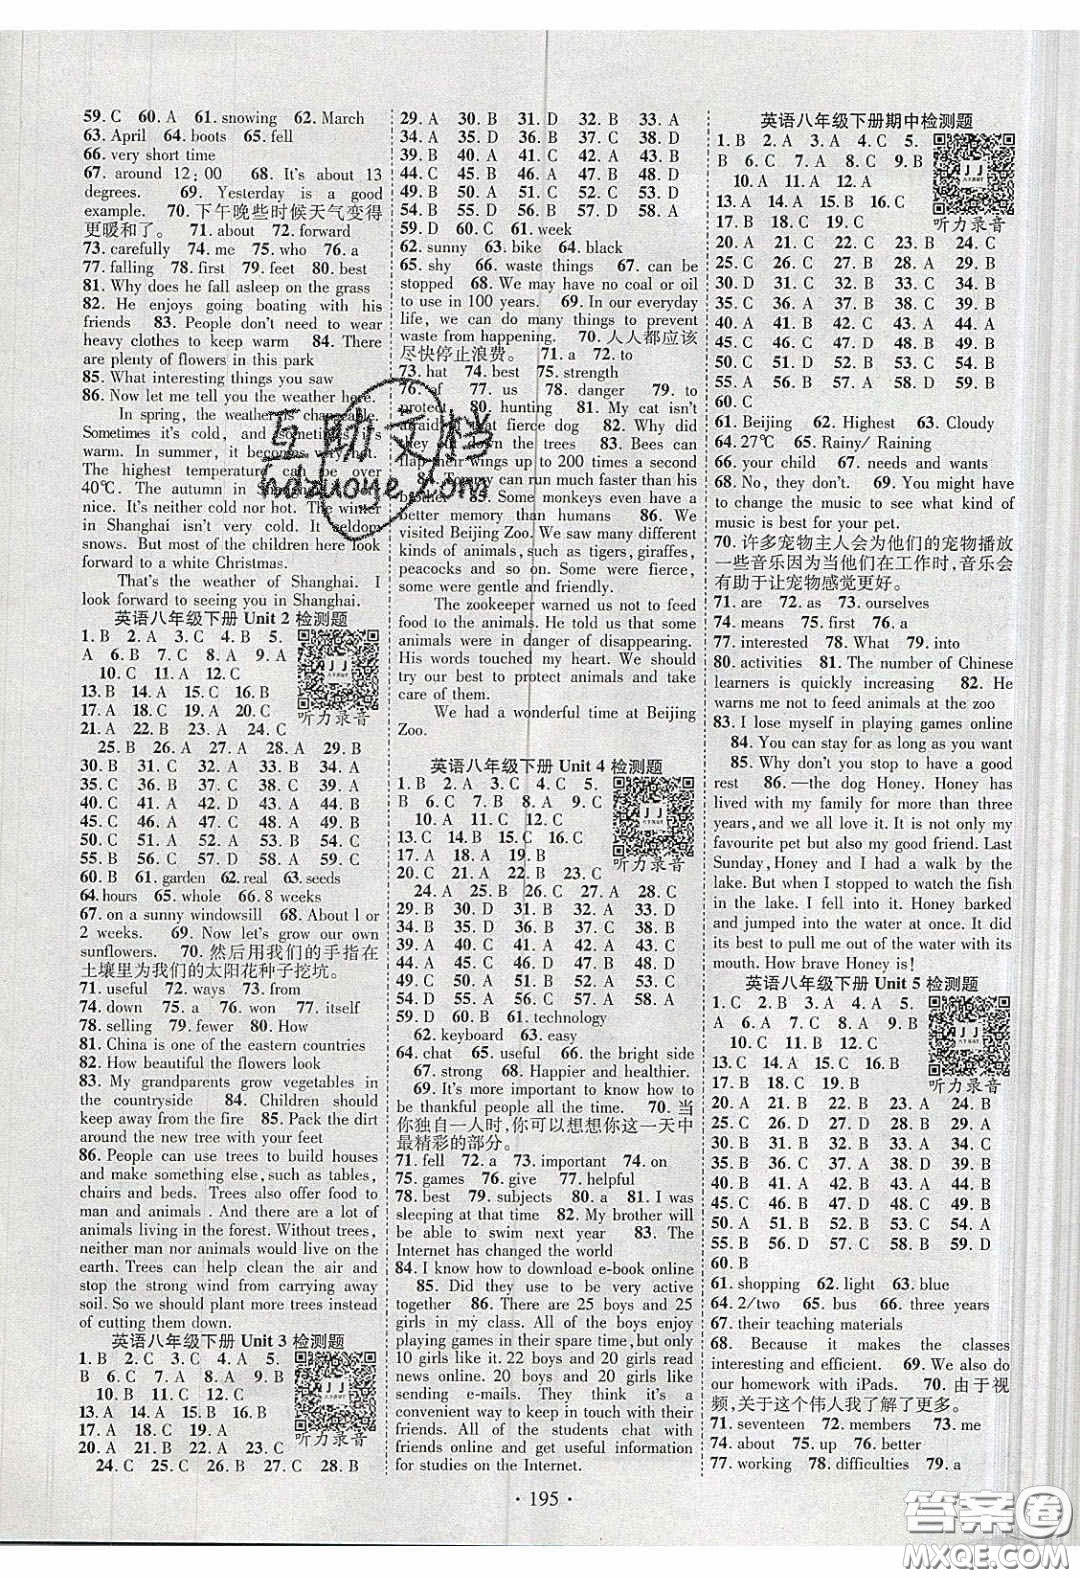 59. C 60. A 61. snowing 62. March
63. April 64. boots 65. fell
66. very short time
67. around 12:00 68. It's about 13
degrees. 69. Yesterday is a good
example. 70. 下午晚些时候天气变得
更暖和了。 71. about 72. forward
73. carefully 74. me 75. who 76. a
77. falling 78. first 79. feet 80. best
81. Why does he fall asleep on the grass
82. He enjoys going boating with his
friends 83. People don't need to wear
heavy clothes to keep warm 84. There
are plenty of flowers in this park
85. What interesting things you saw
86. Now let me tell you the weather here.
In spring, the weather is changeable.
Sometimes it's cold, and sometimes it's
warm. In summer, it becomes very hot.
The highest temperature can be over
40℃. The autumn in Shanghai is
nice. It's neither cold nor hot. The winter
in Shanghai isn't very cold. It seldom
snows. But most of the children here look
forward to a white Christmas.
That's the weather of Shanghai. I
look forward to seeing you in Shanghai.
英语八年级下册 Unit 2 检测题
1. B 2. A 3. C 4. B 5.
A 6. B 7. C 8. A 9. A
10. C 11. A 12. C
13. B 14. A 15. C 16. B
17. A 18. A 19. A 20. C
听力录音
21. A 22. A 23. A 24. C
25. B 26. A 27. A 28. A 29. B
30. B 31. B 32. B 33. D 34. A
35. D 36. C 37. B 38. C 39. A
40. C 41. D 42. B 43. B 44. A
45. C 46. B 47. B 48. C 49. D
50. C 51. A 52. A 53. B 54. C
55. B 56. C 57. B 58. D 59. C
60. B 61. garden 62. real 63. seeds
64. hours 65. whole 66. 8 weeks
67. on a sunny windowsill 68. About 1 or
2 weeks. 69. Now let's grow our own
sunflowers. 70. 然后用我们的手指在
土壤里为我们的太阳花种子挖坑。
71. useful 72. ways 73. from
74. down 75. a 76. won 77. itself
78. selling 79. fewer 80. How
81. China is one of the eastern countries
82. How beautiful the flowers look
83. My grandparents grow vegetables in
the countryside 84. Children should
keep away from the fire 85. Pack the dirt
around the new tree with your feet
86. People can use trees to build houses
and make something else, such as tables,
chairs and beds. Trees also offer food to
man and animals. And there are a lot of
animals living in the forest. Without trees,
neither man nor animals would live on the
earth. Trees can help clean the air and
stop the strong wind from carrying away
soil. So we should plant more trees instead
of cutting them down.
英语八年级下册 Unit 3 检测题
1. B 2. C 3. C 4. A 5.
B 6. B 7. C 8. A 9. B
10. B 11. C 12. C
13. A 14. A 15. A 16. B
17. A 18. C 19. A
听力录音
20. A 21. A 22. A 23. C
24. C 25. C 26. C 27. C 28. B
29. A 30. B 31. D 32. B 33. A
34. A 35. D 36. C 37. B 38. C
39. B 40. A 41. C 42. B 43. A
44. C 45. D 46. C 47. B 48. C
49. B 50. C 51. A 52. A 53. C
54. B 55. D 56. C 57. B 58. B
59. D 60. C 61. week
62. sunny 63. bike 64. black
65. shy 66. waste things 67. can be
stopped 68. We may have no coal or oil
to use in 100 years. 69. In our everyday
life, we can do many things to prevent
waste from happening. 70. 人人都应该
尽快停止浪费。 71. a 72. to
73. hat 74. best 75. strength
76. of 77. us 78. danger 79. to
protect 80. hunting 81. My cat isn't
afraid of that fierce dog 82. Why did
they cut down the trees 83. Bees can
flap their wings up to 200 times a second
can run much faster than his
85. Some monkeys even have a
better memory than humans 86. We
visited Beijing Zoo. We saw many different
kinds of animals, such as tigers, giraffes,
peacocks and so on. Some were fierce,
some were gentle and friendly.
The zookeeper warned us not to feed
food to the animals. He told us that some
animals were in danger of disappearing.
His words touched my heart. We should
try our best to protect animals and take
care of them.
We had a wonderful time at Beijing
Zoo.
英语八年级下册 Unit 4 检测题
1. B 2. C 3. B 4. C 5.
B 6. C 7. B 8. C 9. C
10. A 11. C 12. C
13. C 14. B 15. C 16. C
17. A 18. A 19. B
听力录音
20. C 21. A 22. B 23. C
24. A 25. B 26. C 27. A 28. C
29. B 30. D 31. D 32. A 33. D
34. B 35. B 36. A 37. A 38. C
39. A 40. A 41. B 42. A 43. D
44. A 45. B 46. A 47. D 48. B
49. D 50. C 51. A 52. D 53. C
54. D 55. D 56. A 57. A 58. A
59. D 60. B 61. technology
62. keyboard 63. easy
64. chat 65. useful 66. the bright side
67. good 68. Happier and healthier.
69. It's more important to know how to
be thankful people all the time. 70. 当
你独自一人时,你可以想想你这一天中
最精彩的部分。
71. fell 72. a 73. important 74. on
75. games 76. give 77. helpful
78. best 79. subjects 80. a 81. I was
sleeping at that time 82. My brother will be
able to swim next year 83. The
Internet has changed the world
84. I know how to download e-book online
85. Did they use to be very active
together 86. There are 25 boys and 25
girls in my class. All of the boys enjoy
playing games in their spare time, but only
10 girls like it. 22 boys and 20 girls read
news online. 20 boys and 20 girls like
sending e-mails. They think it's a
convenient way to keep in touch with their
friends. All of the students chat with
friends online and get useful information
for studies on the Internet.
英语八年级下册期中检测题
1. B 2. A 3. A 4. C 5.
B 6. C 7. B 8. C 9. B
10. A 11. A 12. A
13. A 14. A 15. B 16. C
17. B 18. C 19. C
听力录音
20. A 21. C 22. C 23. B 24. C
25. C 26. C 27. B 28. A 29. B
30. D 31. A 32. A 33. C 34. B
35. C 36. C 37. C 38. D 39. B
40. A 41. A 42. C 43. A 44. A
45. C 46. C 47. B 48. C 49. B
50. C 51. C 52. C 53. A 54. C
55. A 56. A 57. D 58. B 59. B
60. C
61. Beijing 62. Highest 63. Cloudy
64. 27℃ 65. Rainy/ Raining
66. your child 67. needs and wants
68. No, they don't. 69. You might have
to change the music and see what kind of
music is best for your pet.
70. 许多宠物主人会为他们的宠物播放
一些音乐因为当他们在工作时,音乐会
有助于让宠物感觉更好。
71. are 72. as 73. ourselves
74. means 75. first 76. a
77. interested 78. What 79. into
80. activities 81. The number of Chinese
learners is quickly increasing 82. He
warns me not to feed animals at the zoo
83. I lose myself in playing games online
84. You can stay for as long as you want
85. Why don't you stop to have a good
rest 86. —the dog Honey. Honey has
lived with my family for more than three
years, and we all love it. It is not only my
favourite pet but also my good friend. Last
Sunday, Honey and I had a walk by the
lake. But when I stopped to watch the fish
in the lake. I fell into it. Honey barked
and jumped into the water at once. It did
its best to pull me out of the water with its
mouth. How brave Honey is!
英语八年级下册 Unit 5 检测题
1. C 2. B 3. A 4. A 5.
A 6. A 7. C 8. C 9. C
10. C 11. B 12. C
13. C 14. A 15. A 16. B
17. B 18. C 19. B
听力录音
20. A 21. A 22. B 23. A 24. B
25. C 26. D 27. D 28. A 29. A
30. B 31. B 32. C 33. A 34. C
35. B 36. C 37. B 38. D 39. B
40. B 41. A 42. A 43. D 44. B
45. C 46. A 47. D 48. C 49. B
50. A 51. A 52. C 53. C 54. A
55. B 56. B 57. D 58. A 59. D
60. B
61. shopping 62. light 63. blue
64. 2/two 65. bus 66. three years
67. their teaching materials
68. Because it makes the classes
interesting and efficient. 69. We also do
our homework with iPads. 70. 由于视
频,关于这个伟人我了解了更多。
71. seventeen 72. members 73. me
74. about 75. up 76. better
77. working 78. difficulties 79. a
· 195 ·
互助文档
hdzuoye.com
答案圈
MXQE.COM